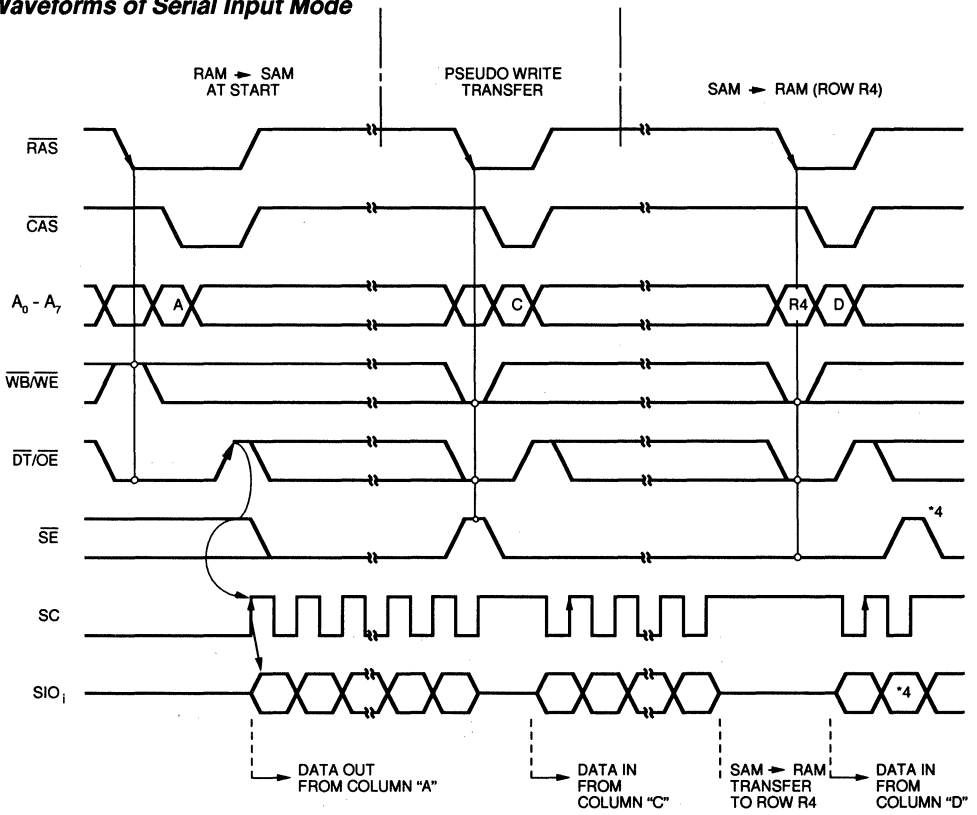 Waveforms of Serial Input Mode
RAM → SAM
AT START
PSEUDO WRITE
TRANSFER
SAM → RAM (ROW R4)
RAS
CAS
A0 - A7
A
C
R4
D
WB/WE
DT/OE
SE
*4
SC
SIOi
*4
DATA OUT
FROM COLUMN "A"
DATA IN
FROM
COLUMN "C"
SAM → RAM
TRANSFER
TO ROW R4
DATA IN
FROM
COLUMN "D"